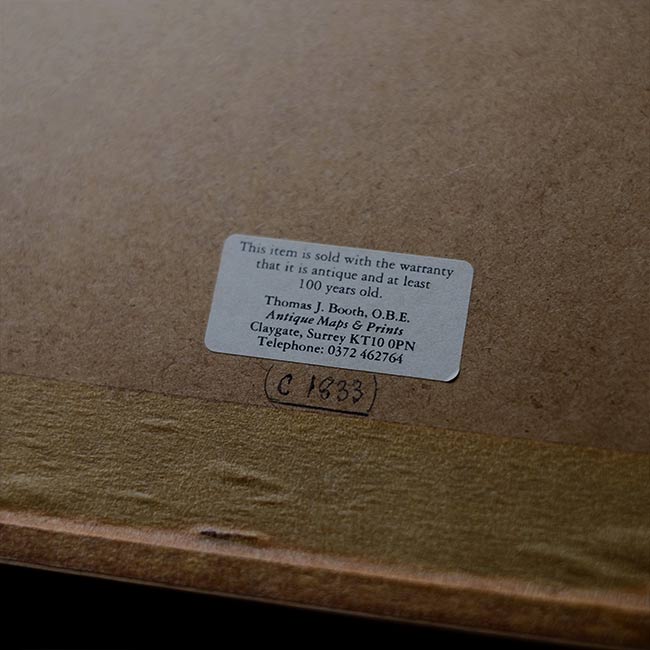 This item is sold with the warranty
that it is antique and at least
100 years old.
Thomas J. Booth, O.B.E.
Antique Maps & Prints
Claygate, Surrey KT10 0PN
Telephone: 0372 462764
(C 1833)